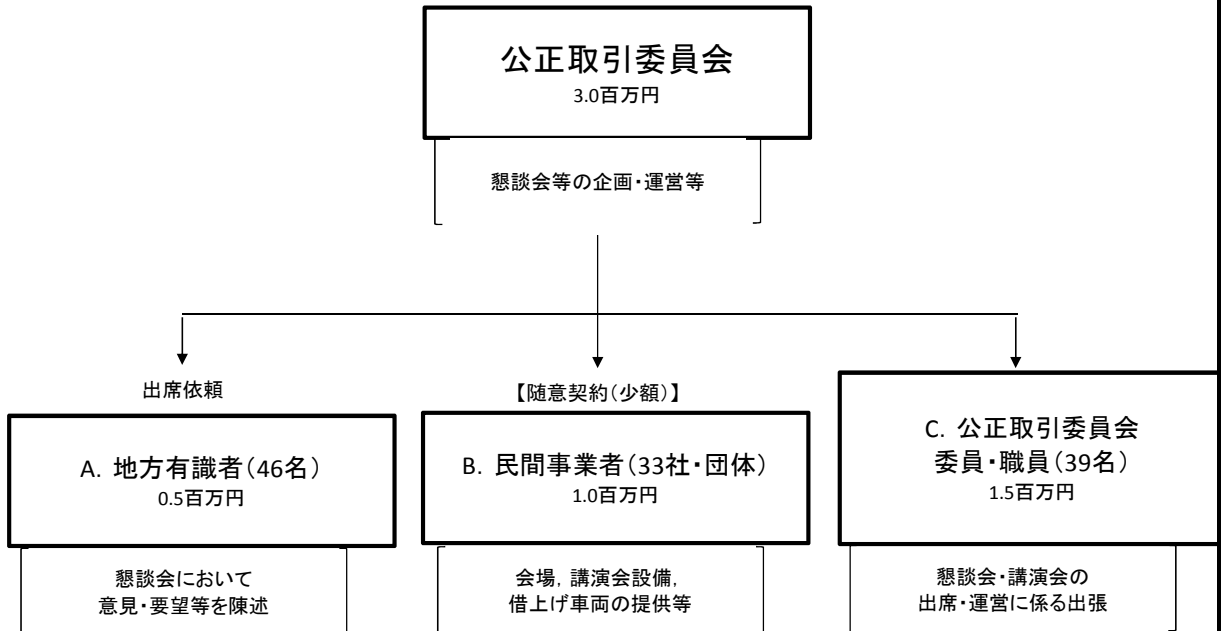 公正取引委員会
3.0百万円
懇談会等の企画・運営等
出席依頼
A. 地方有識者(46名)
0.5百万円
懇談会において
意見・要望等を陳述
【随意契約(少額)】
B. 民間事業者(33社・団体)
1.0百万円
会場, 講演会設備,
借上げ車両の提供等
C. 公正取引委員会
委員・職員(39名)
1.5百万円
懇談会・講演会の
出席・運営に係る出張